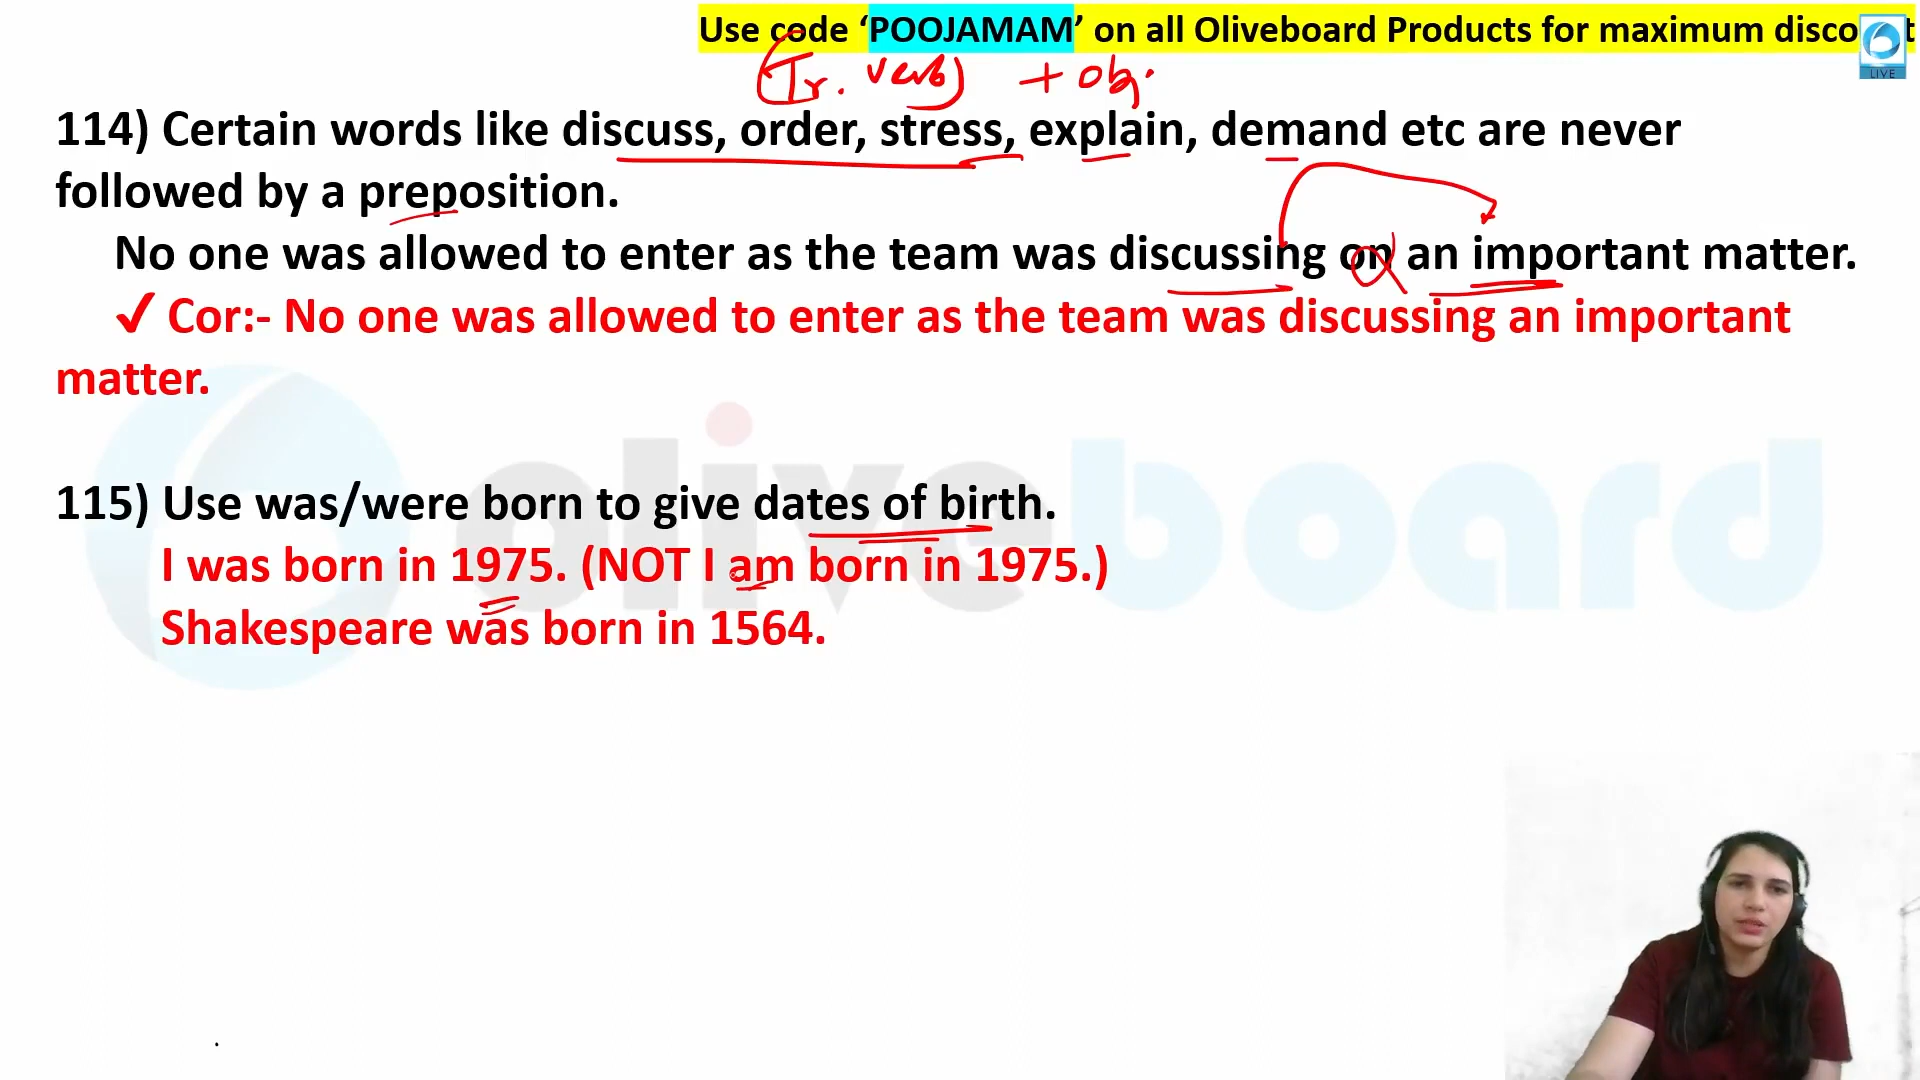 Use code ‘POOJAMAM’ on all Oliveboard Products for maximum disco t
LIVE
(Tr. verb) + obj.
114) Certain words like discuss, order, stress, explain, demand etc are never
followed by a preposition.
No one was allowed to enter as the team was discussing on an important matter.
✔ Cor:- No one was allowed to enter as the team was discussing an important
matter.
oliveboard
115) Use was/were born to give dates of birth.
I was born in 1975. (NOT I am born in 1975.)
Shakespeare was born in 1564.